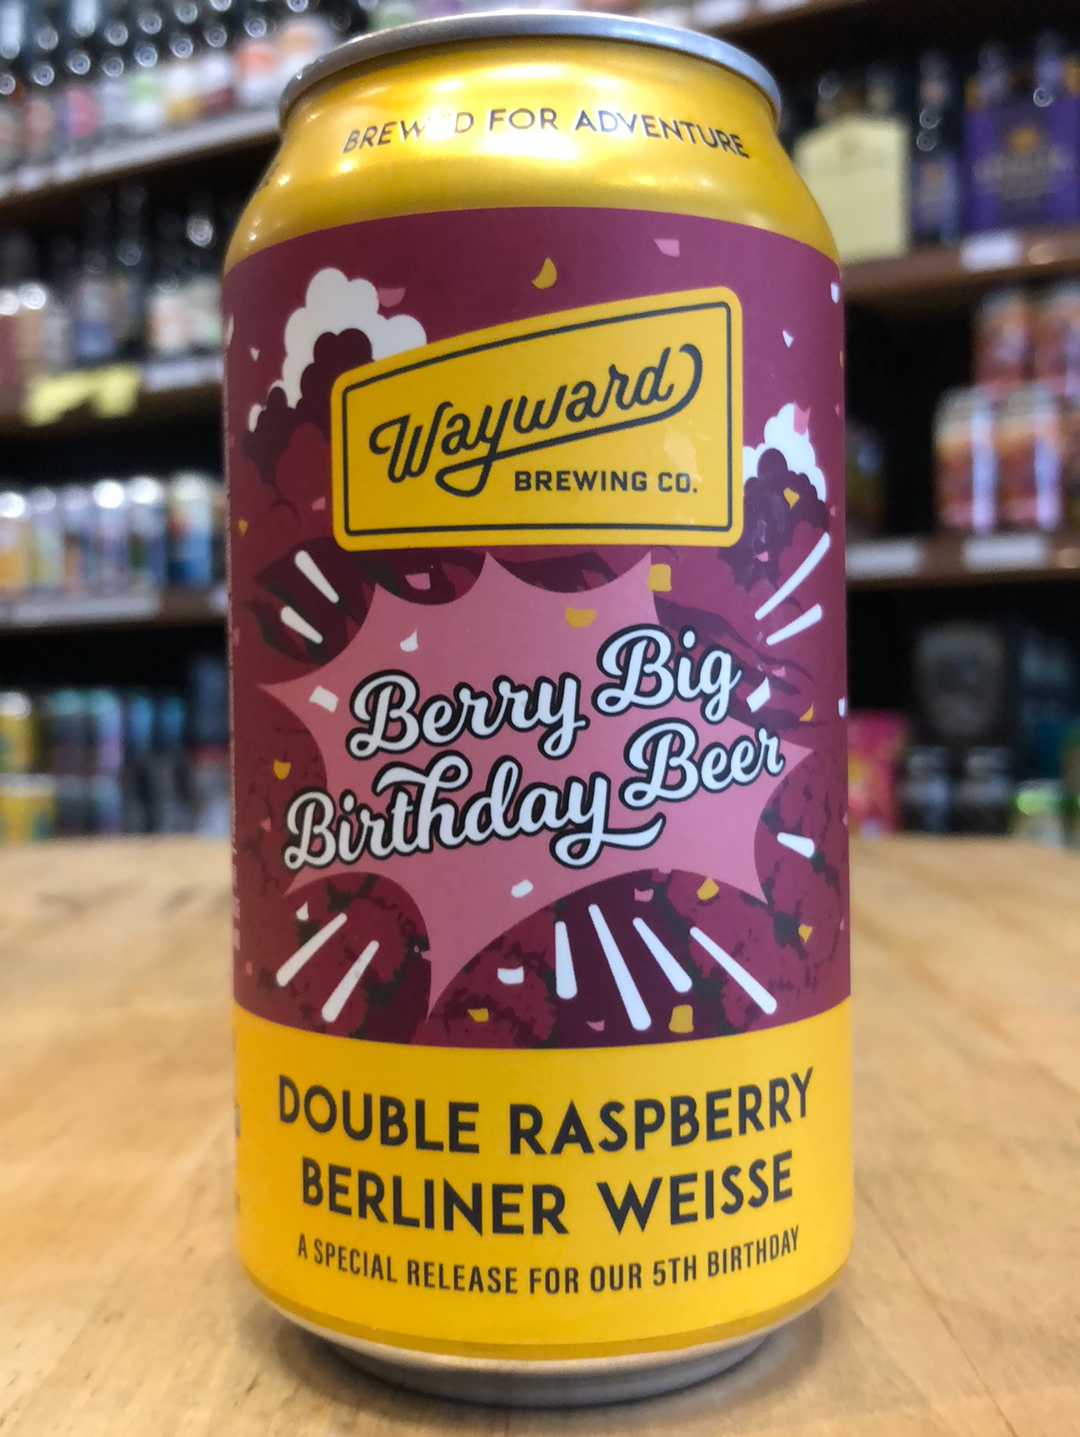 BREWED FOR ADVENTURE
Wayward
BREWING CO.
Berry Big
Birthday Beer
DOUBLE RASPBERRY
BERLINER WEISSE
A SPECIAL RELEASE FOR OUR 5TH BIRTHDAY